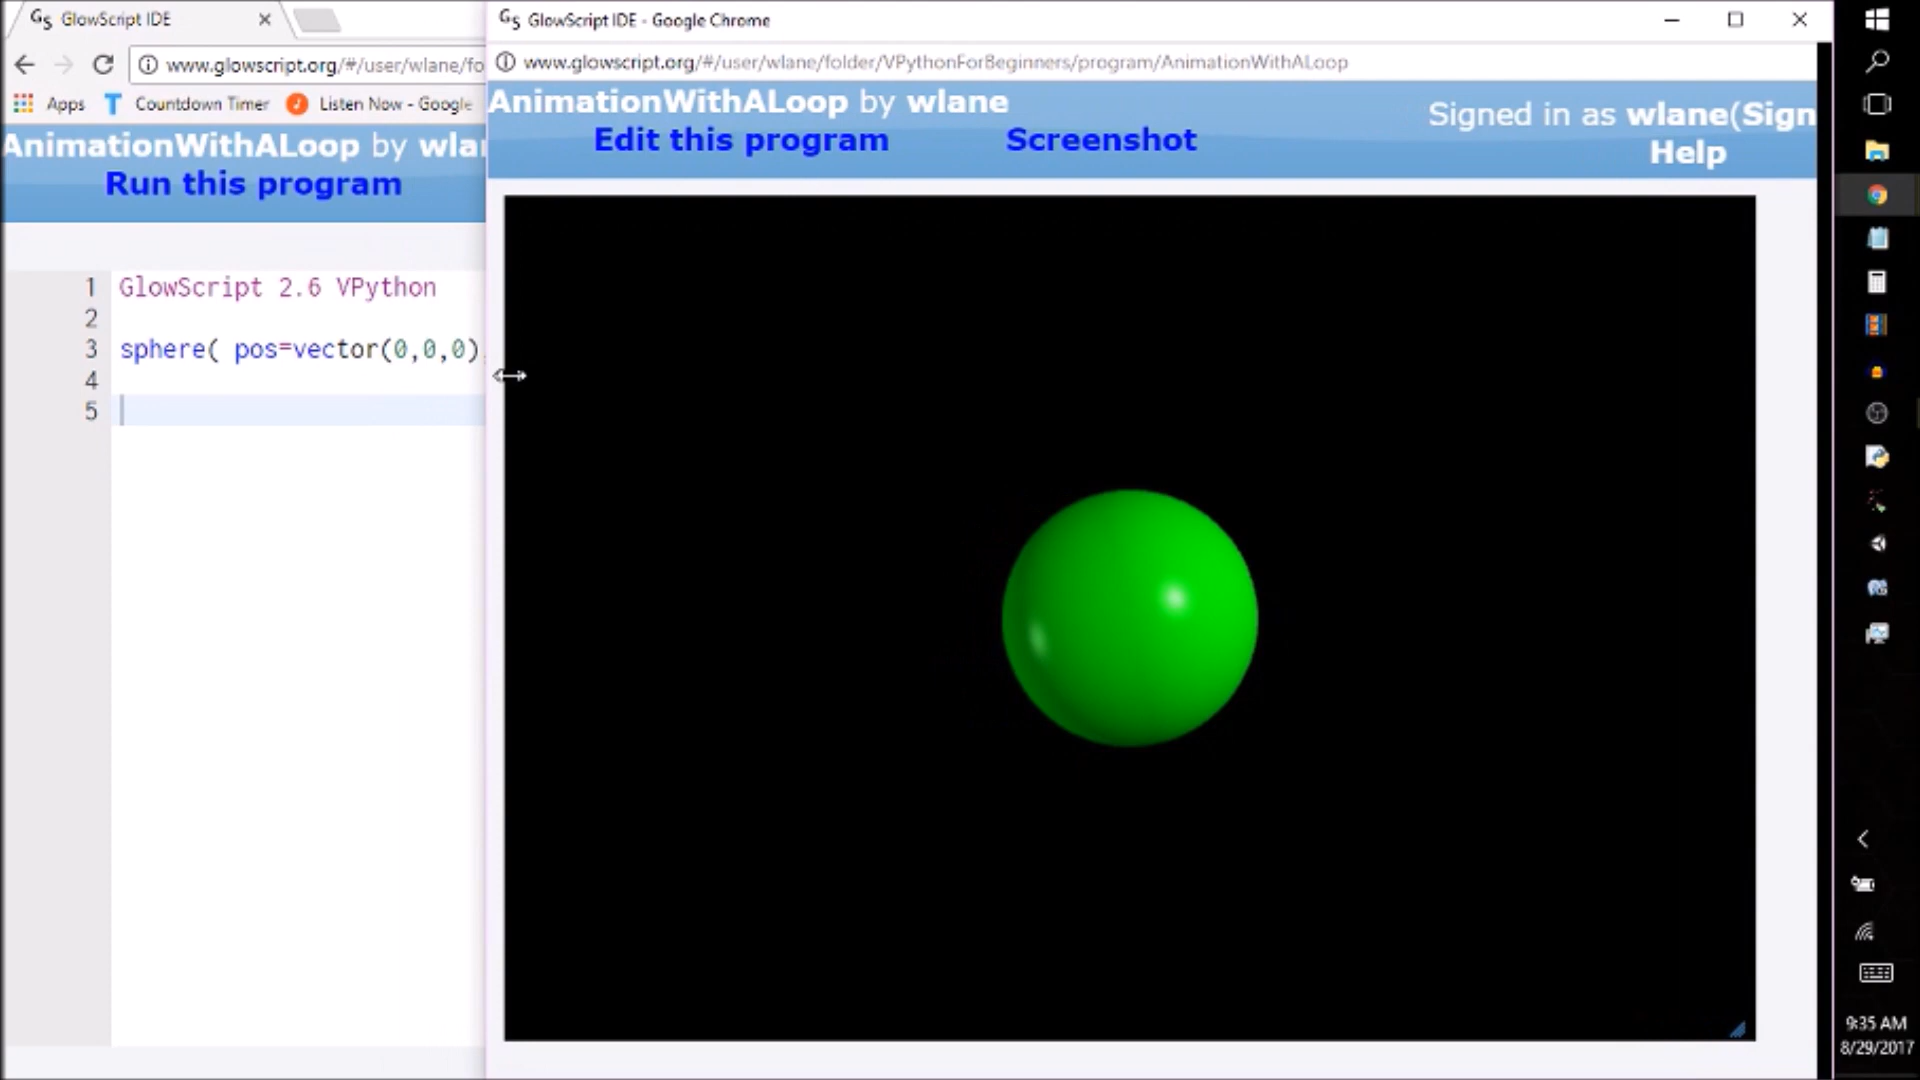 GlowScript IDE
www.glowscript.org/#/user/wlane/fo
Apps Countdown Timer Listen Now - Google
AnimationWithALoop by wlan
Run this program
1 GlowScript 2.6 VPython
2
3 sphere( pos=vector(0,0,0)
4
5
GlowScript IDE - Google Chrome
www.glowscript.org/#/user/wlane/folder/VPythonForBeginners/program/AnimationWithALoop
AnimationWithALoop by wlane
Signed in as wlane(Sign
Edit this program Screenshot
Help
9:35 AM
8/29/2017